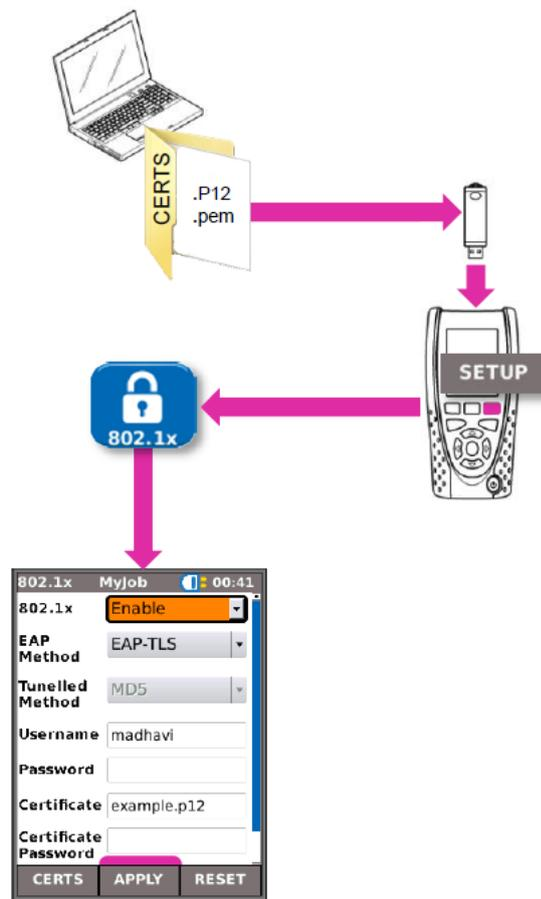 CERTS
.P12
.pem
SETUP
802.1x
802.1x MyJob 00:41
802.1x Enable
EAP Method EAP-TLS
Tunelled Method MD5
Username madhavi
Password
Certificate example.p12
Certificate Password
CERTS APPLY RESET